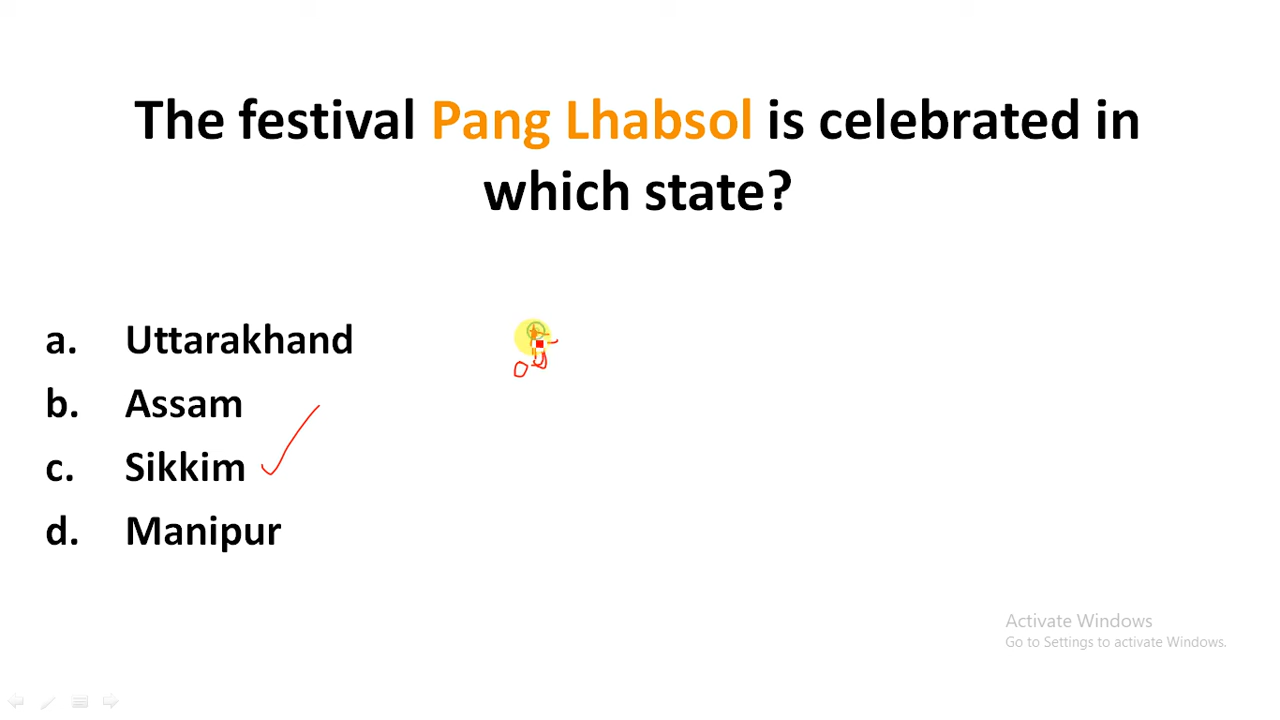 The festival Pang Lhabsol is celebrated in
which state?
a. Uttarakhand
b. Assam
c. Sikkim
d. Manipur
Activate Windows
Go to Settings to activate Windows.